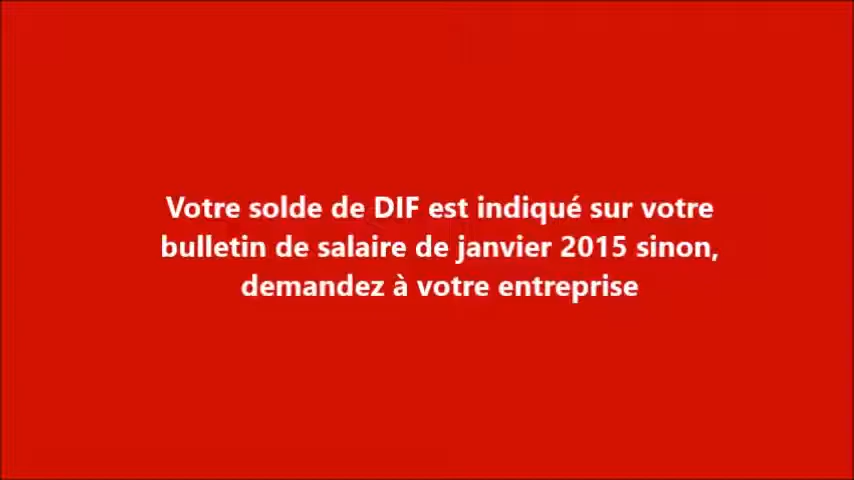 Votre solde de DIF est indiqué sur votre
bulletin de salaire de janvier 2015 sinon,
demandez à votre entreprise